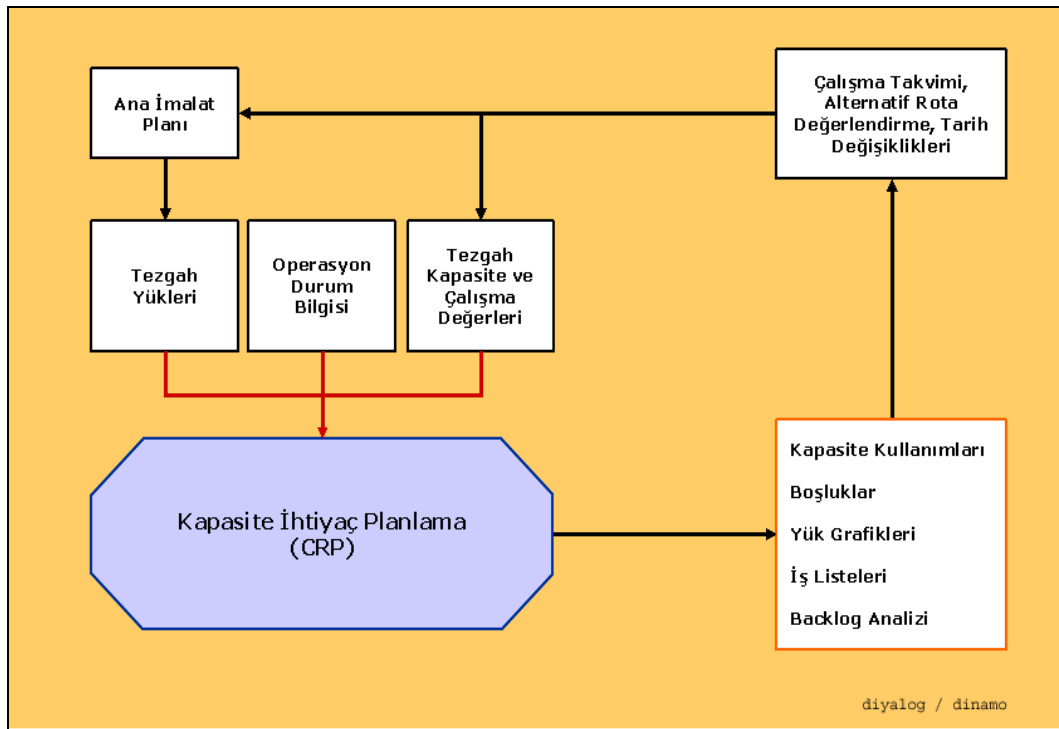 Ana İmalat
Planı
Çalışma Takvimi,
Alternatif Rota
Değerlendirme, Tarih
Değişiklikleri
Tezgah
Yükleri
Operasyon
Durum
Bilgisi
Tezgah
Kapasite ve
Çalışma
Değerleri
Kapasite İhtiyaç Planlama
(CRP)
Kapasite Kullanımları
Boşluklar
Yük Grafikleri
İş Listeleri
Backlog Analizi
diyalog / dinamo